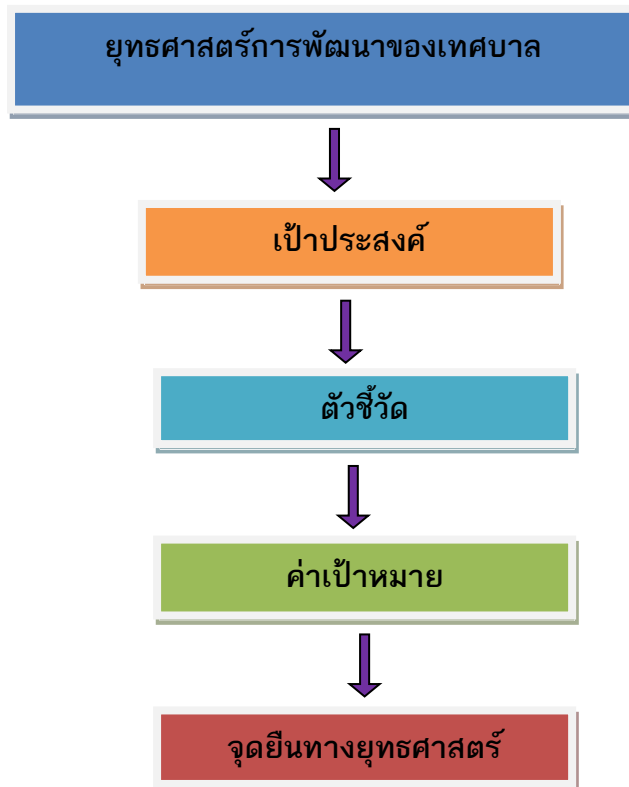 ยุทธศาสตร์การพัฒนาของเทศบาล
เป้าประสงค์
ตัวชี้วัด
ค่าเป้าหมาย
จุดยืนทางยุทธศาสตร์